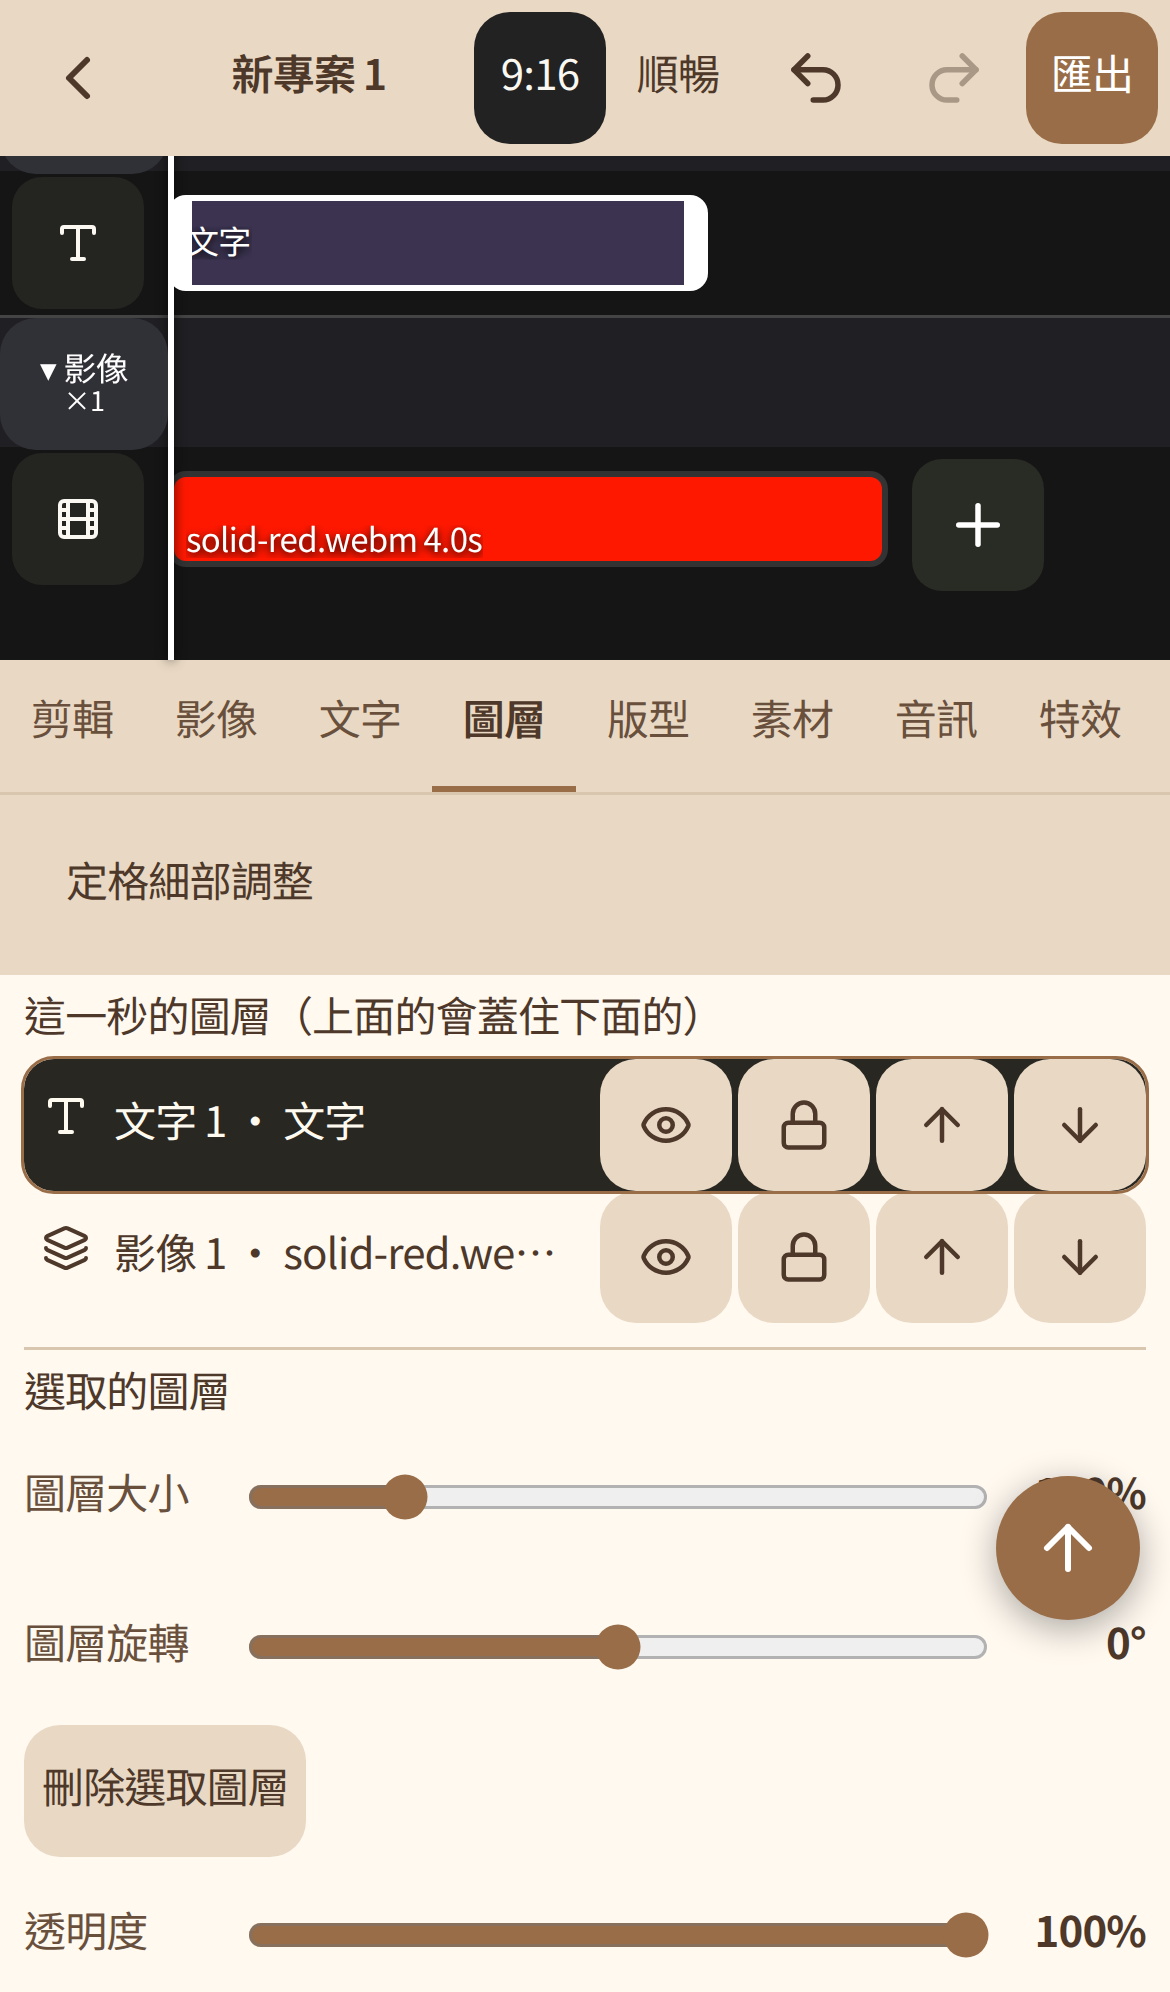 新專案 1
9:16
順暢
匯出
文字
▾ 影像
×1
solid-red.webm 4.0s
剪輯
影像
文字
圖層
版型
素材
音訊
特效
定格細部調整
這一秒的圖層（上面的會蓋住下面的）
文字 1 · 文字
影像 1 · solid-red.we…
選取的圖層
圖層大小
圖層旋轉
0°
刪除選取圖層
透明度
100%